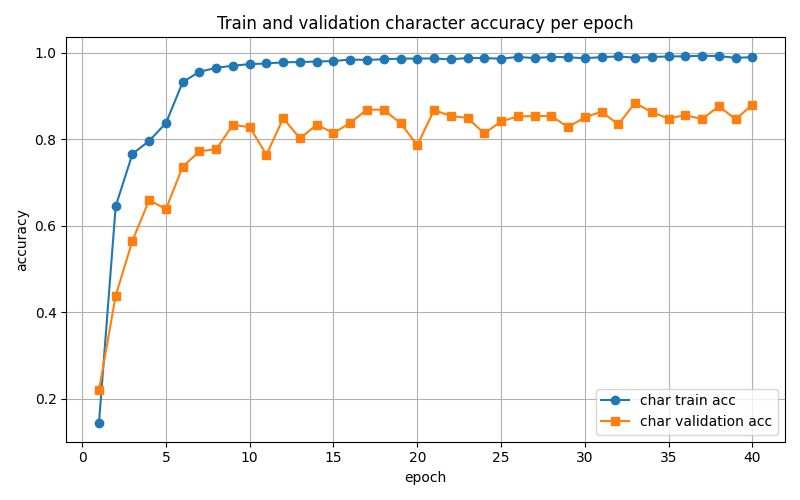 Train and validation character accuracy per epoch
1.0
0.8
0.6
0.4
0.2
accuracy
char train acc
char validation acc
0 5 10 15 20 25 30 35 40
epoch